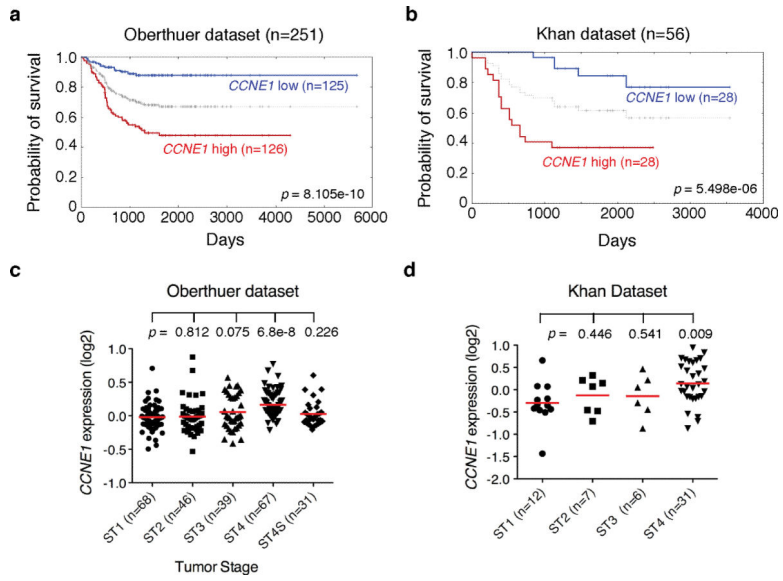 a
Oberthuer dataset (n=251)
Probability of survival
1.0
0.8
0.6
0.4
0.2
0
CCNE1 low (n=125)
CCNE1 high (n=126)
p = 8.105e-10
0 1000 2000 3000 4000 5000 6000
Days
b
Khan dataset (n=56)
Probability of survival
1.0
0.8
0.6
0.4
0.2
0
CCNE1
low (n=28)
CCNE1 high (n=28)
p = 5.498e-06
0 1000 2000 3000 4000
Days
c
Oberthuer dataset
p = 0.812 0.075 6.8e-8 0.226
CCNE1 expression (log2)
1.0
0.5
0.0
-0.5
-1.0
ST1 (n=68)
ST2 (n=46)
ST3 (n=39)
ST4 (n=67)
ST4S (n=31)
Tumor Stage
d
Khan Dataset
p = 0.446 0.541 0.009
CCNE1 expression (log2)
1.0
0.5
0.0
-0.5
-1.0
-1.5
-2.0
ST1 (n=12)
ST2 (n=7)
ST3 (n=6)
ST4 (n=31)